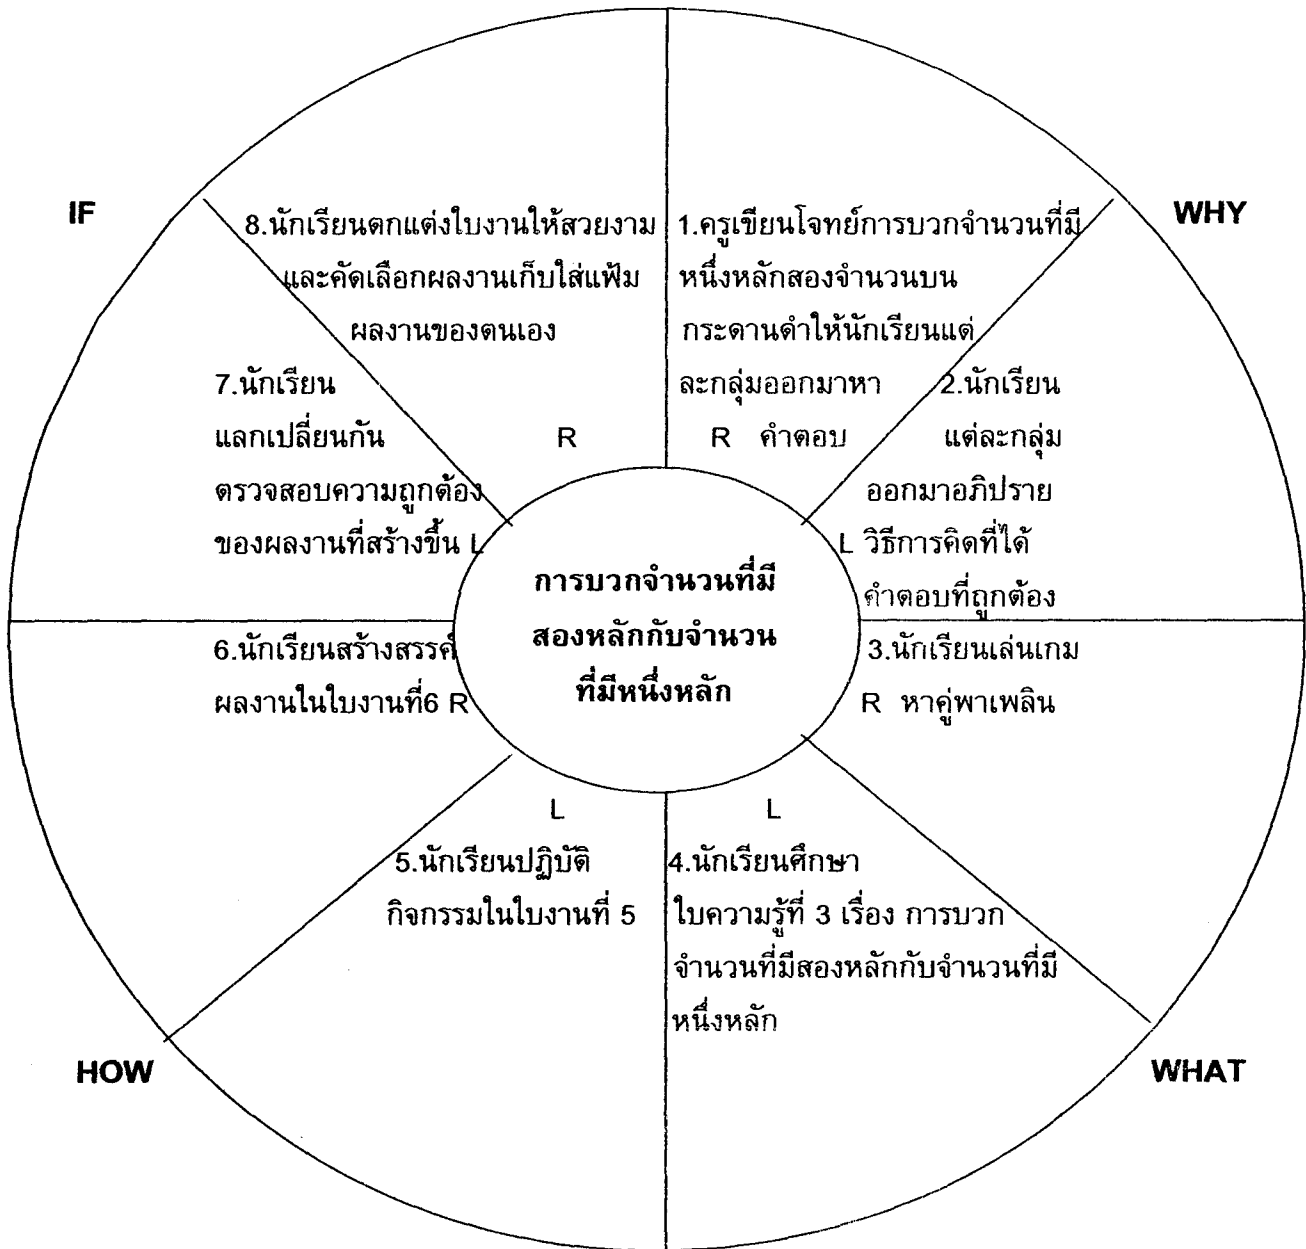 IF
WHY
8.นักเรียนตกแต่งใบงานให้สวยงาม
และคัดเลือกผลงานเก็บใส่แฟ้ม
ผลงานของตนเอง
R
1.ครูเขียนโจทย์การบวกจำนวนที่มี
หนึ่งหลักสองจำนวนบน
กระดานดำให้นักเรียนแต่
ละกลุ่มออกมาหา
R คำตอบ
2.นักเรียน
แต่ละกลุ่ม
ออกมาอภิปราย
L วิธีการคิดที่ได้
คำตอบที่ถูกต้อง
7.นักเรียน
แลกเปลี่ยนกัน
ตรวจสอบความถูกต้อง
ของผลงานที่สร้างขึ้น L
การบวกจำนวนที่มี
สองหลักกับจำนวน
ที่มีหนึ่งหลัก
6.นักเรียนสร้างสรรค์
ผลงานในใบงานที่6 R
3.นักเรียนเล่นเกม
R หาคู่พาเพลิน
L
5.นักเรียนปฏิบัติ
กิจกรรมในใบงานที่ 5
L
4.นักเรียนศึกษา
ใบความรู้ที่ 3 เรื่อง การบวก
จำนวนที่มีสองหลักกับจำนวนที่มี
หนึ่งหลัก
HOW
WHAT